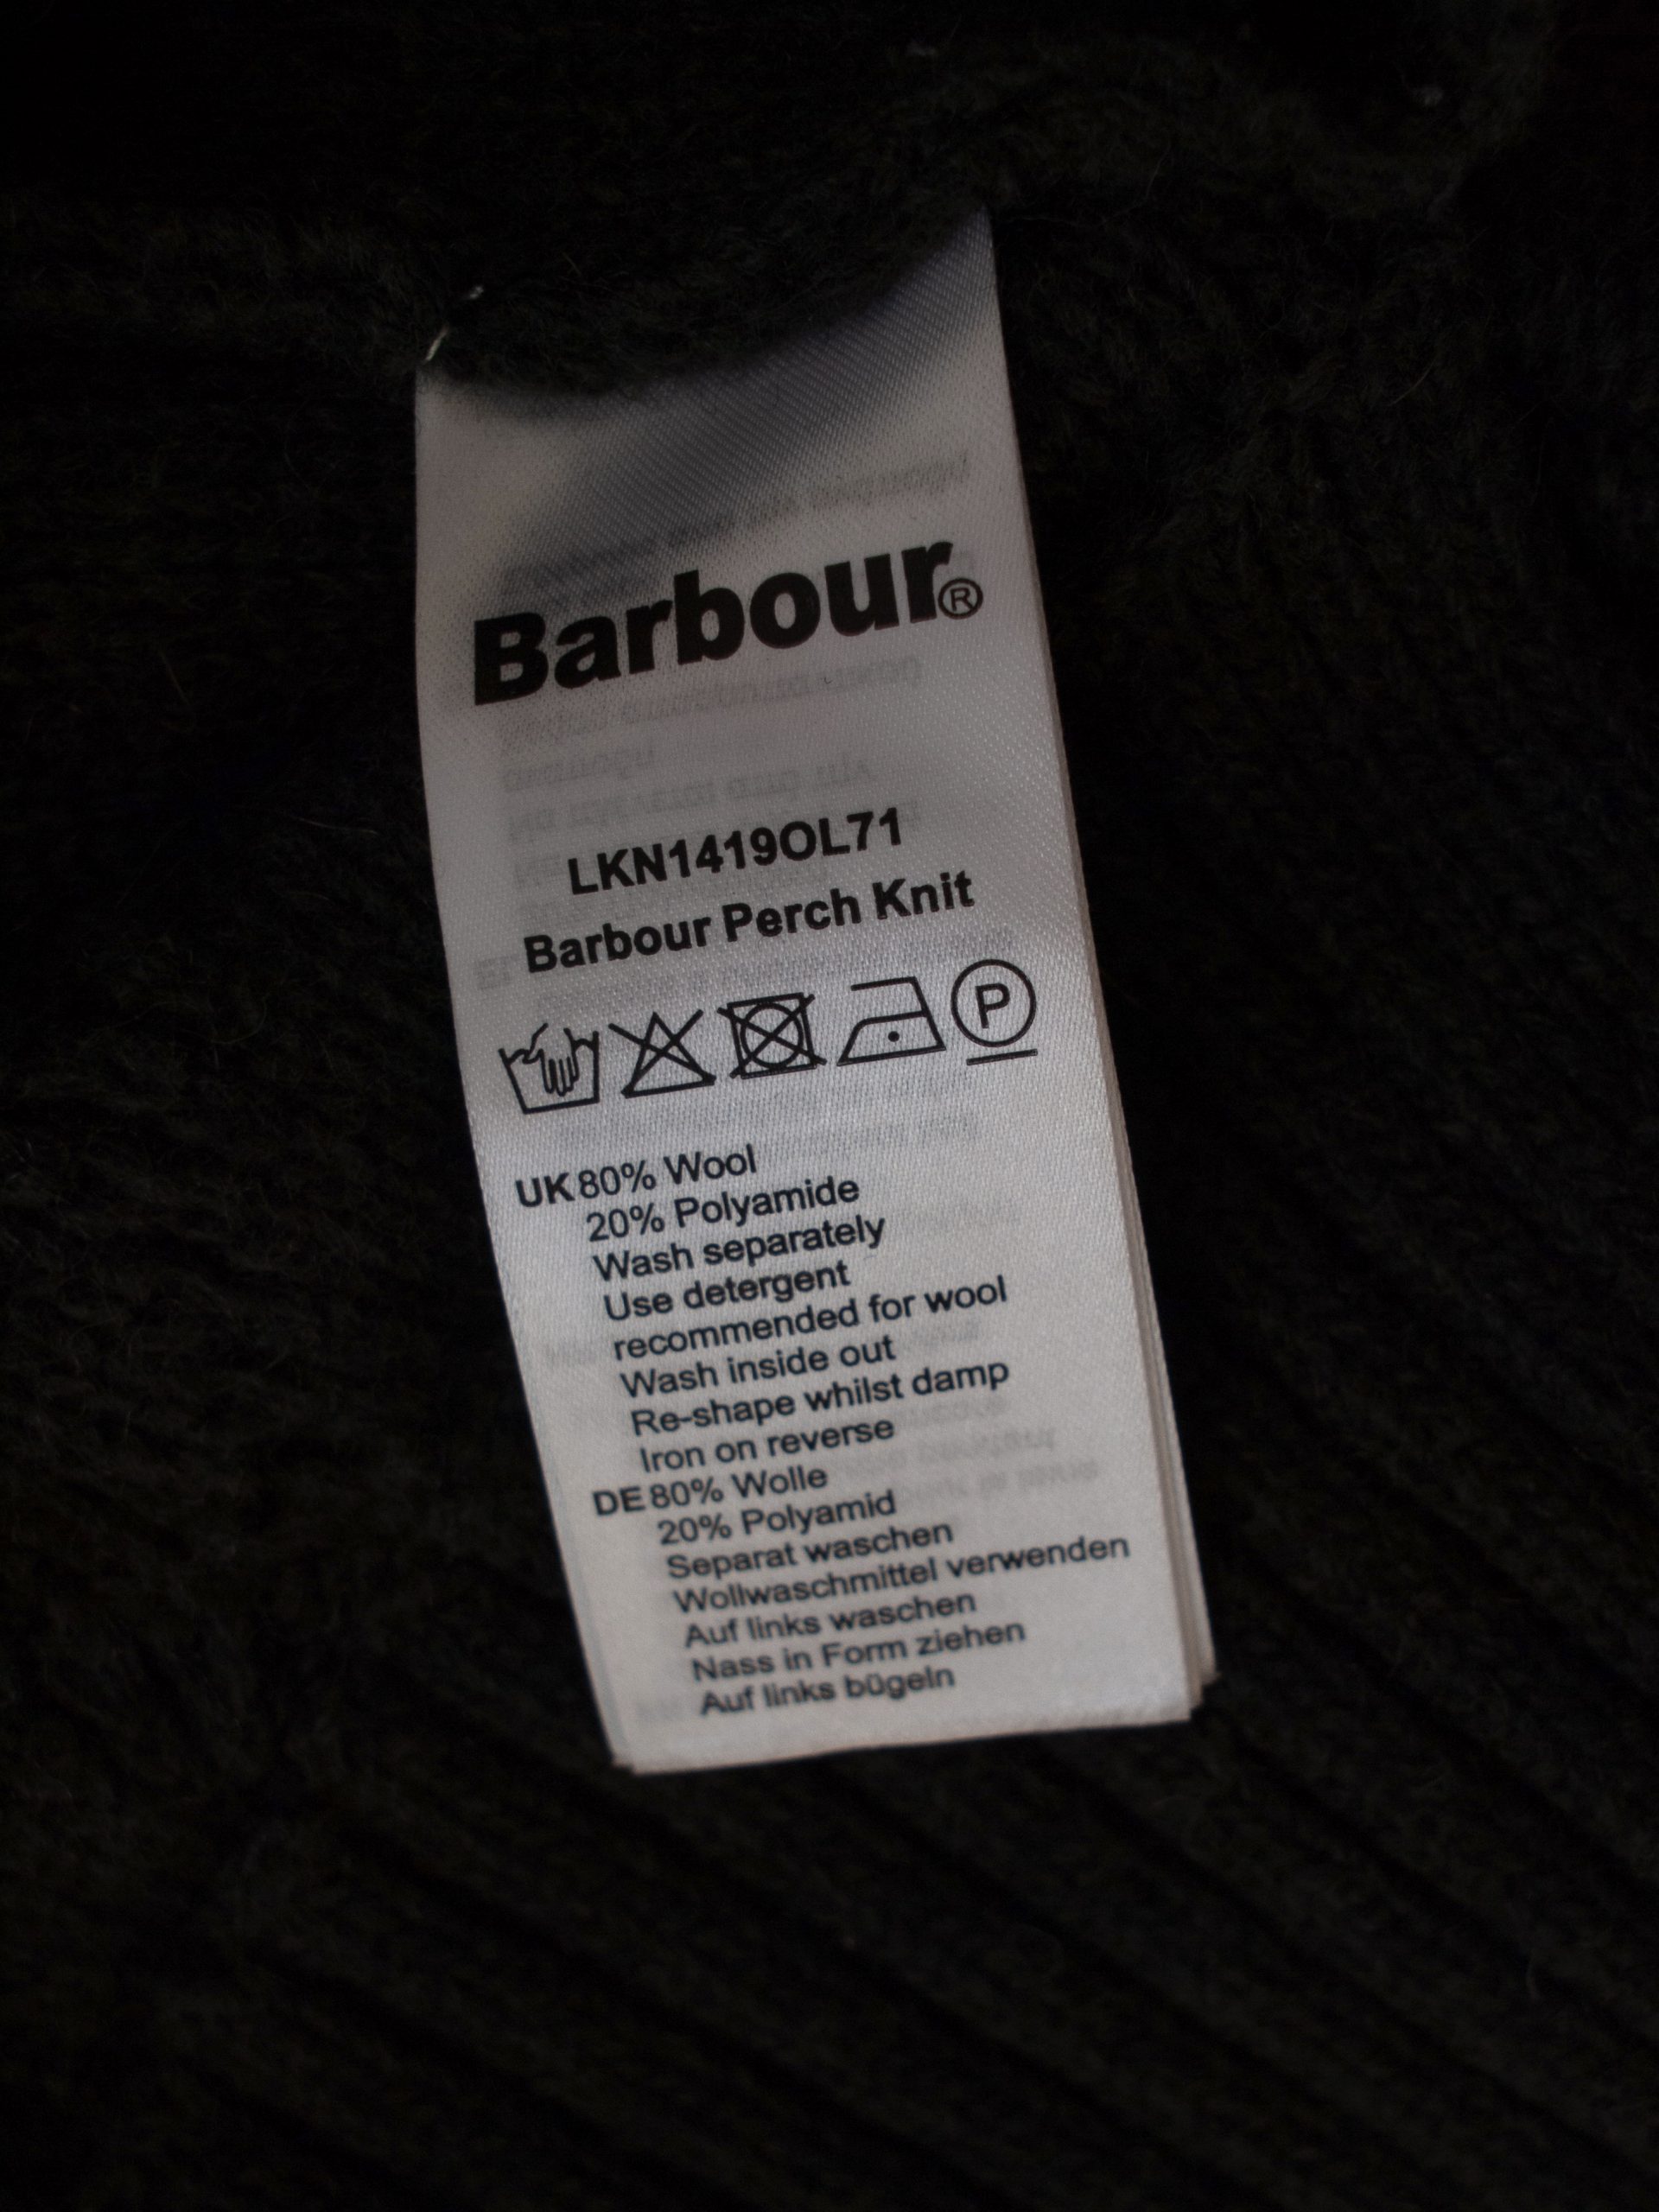 Barbour®
LKN1419OL71
Barbour Perch Knit
P
UK 80% Wool
20% Polyamide
Wash separately
Use detergent
recommended for wool
Wash inside out
Re-shape whilst damp
Iron on reverse
DE 80% Wolle
20% Polyamid
Separat waschen
Wollwaschmittel verwenden
Auf links waschen
Nass in Form ziehen
Auf links bügeln